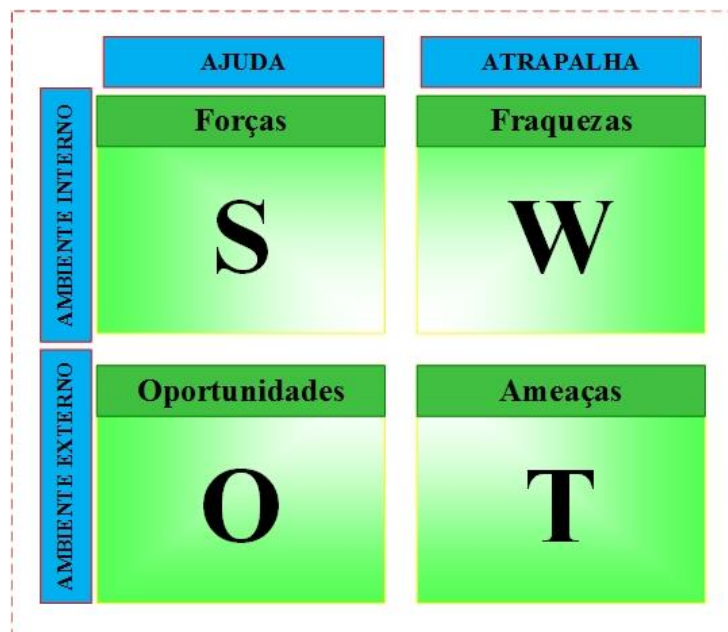 AJUDA
ATRAPALHA
AMBIENTE INTERNO
Forças
Fraquezas
S
W
AMBIENTE EXTERNO
Oportunidades
Ameaças
O
T